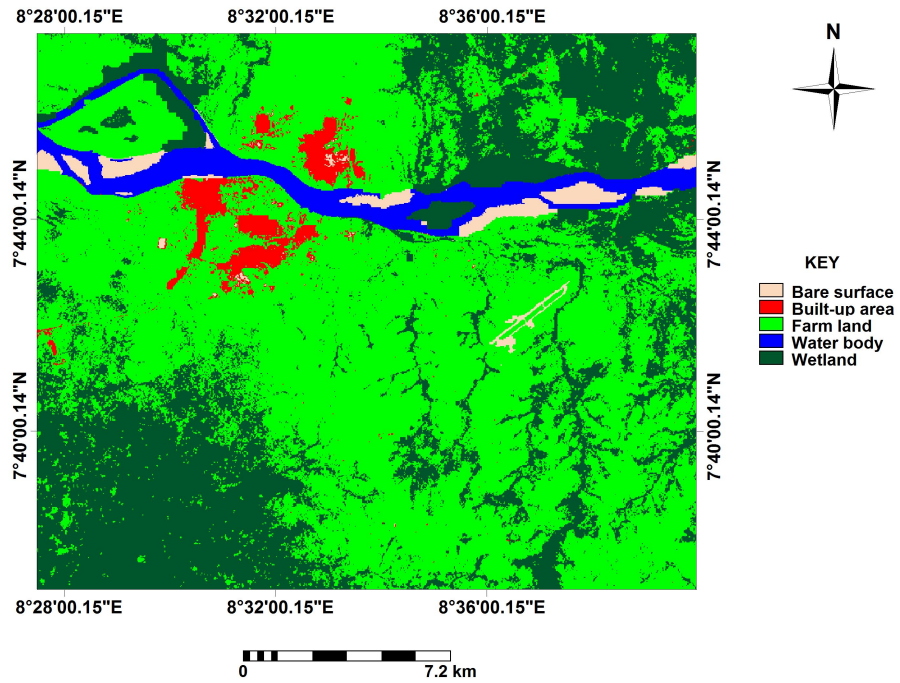 8°28'00.15"E 8°32'00.15"E 8°36'00.15"E
N
7°44'00.14"N 7°44'00.14"N
KEY
Bare surface
Built-up area
Farm land
Water body
Wetland
7°40'00.14"N 7°40'00.14"N
8°28'00.15"E 8°32'00.15"E 8°36'00.15"E
0 7.2 km